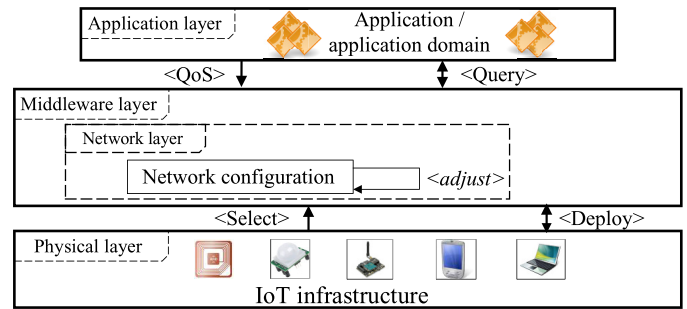 Application layer
Application /
application domain
<QoS>
<Query>
Middleware layer
Network layer
Network configuration
<adjust>
<Select>
<Deploy>
Physical layer
IoT infrastructure